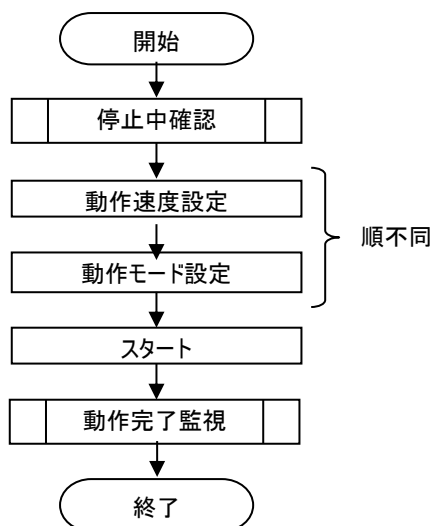 開始
停止中確認
動作速度設定
順不同
動作モード設定
スタート
動作完了監視
終了